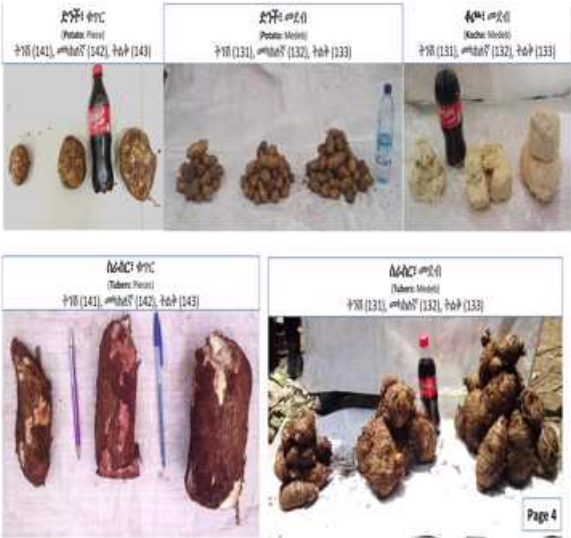 ድንች፡ ቁጥር
(Potato: Piece)
ትንሽ (141), መካከለኛ (142), ትልቅ (143)
ድንች፡ መደብ
(Potato: Medeb)
ትንሽ (131), መካከለኛ (132), ትልቅ (133)
ቆጮ፡ መደብ
(Kocho: Medeb)
ትንሽ (131), መካከለኛ (132), ትልቅ (133)
ስራስር፡ ቁጥር
(Tubers: Pieces)
ትንሽ (141), መካከለኛ (142), ትልቅ (143)
ስራስር፡ መደብ
(Tubers: Medeb)
ትንሽ (131), መካከለኛ (132), ትልቅ (133)
Page 4